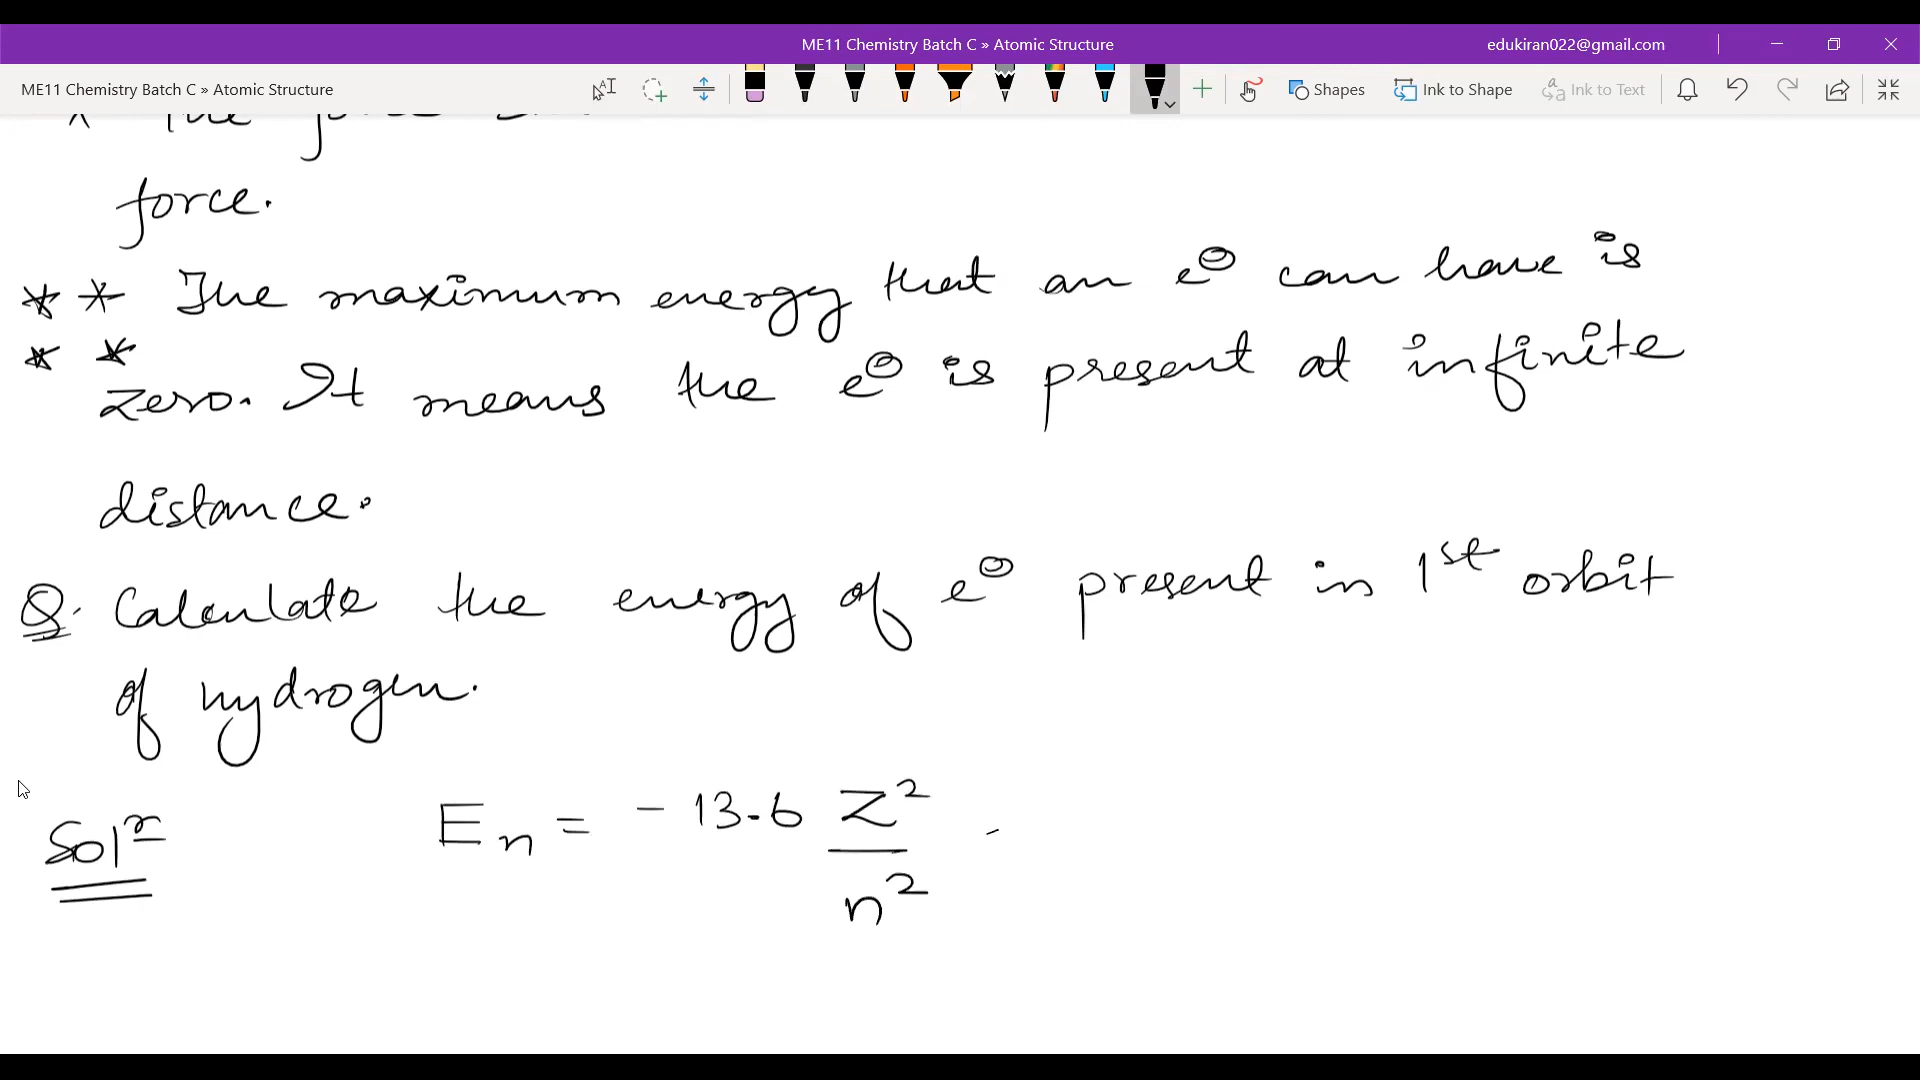 ME11 Chemistry Batch C » Atomic Structure
edukiran022@gmail.com
ME11 Chemistry Batch C » Atomic Structure
Shapes
Ink to Shape
Ink to Text
* The force
force.
** The maximum energy that an e⊖ can have is
** zero. It means the e⊖ is present at infinite
distance.
Q. Calculate the energy of e⊖ present in 1st orbit
of hydrogen.
Solⁿ Eₙ = - 13.6 Z²/n²